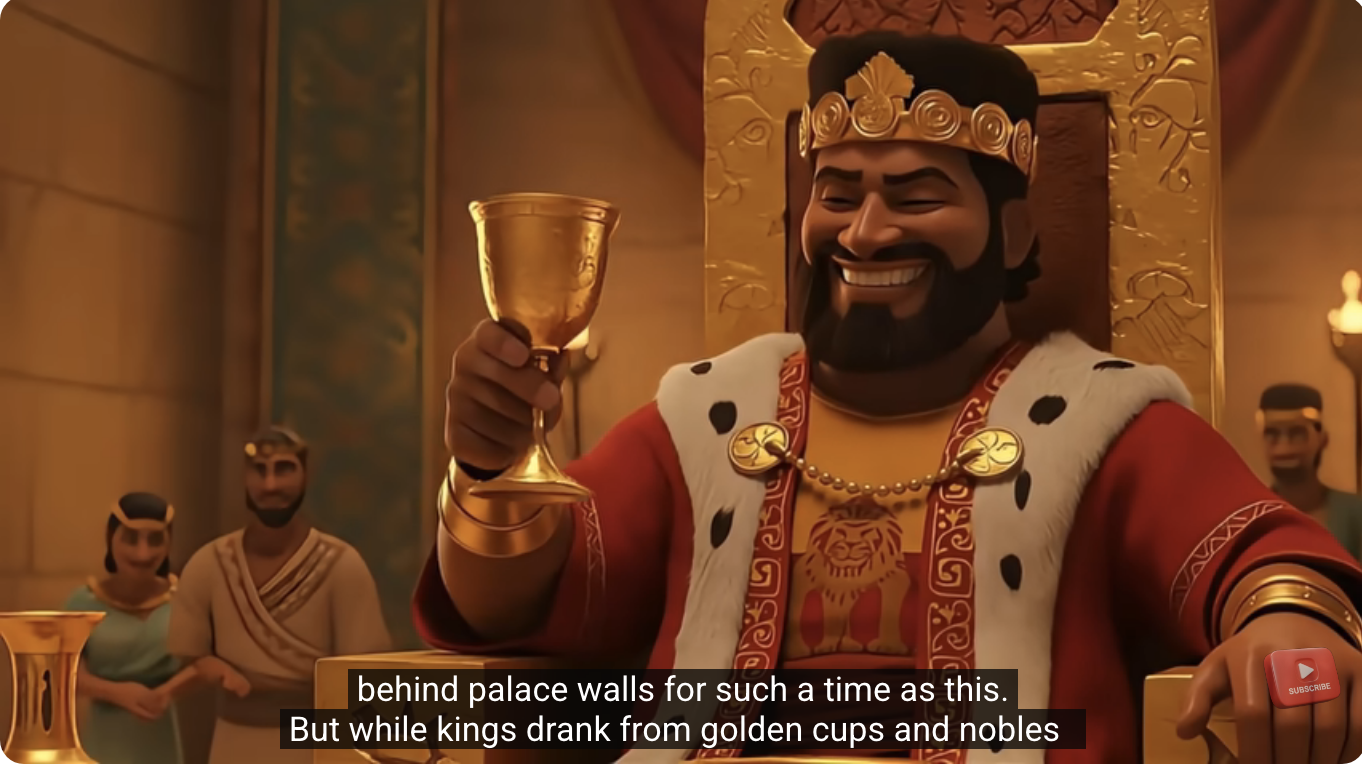 behind palace walls for such a time as this.
But while kings drank from golden cups and nobles
SUBSCRIBE